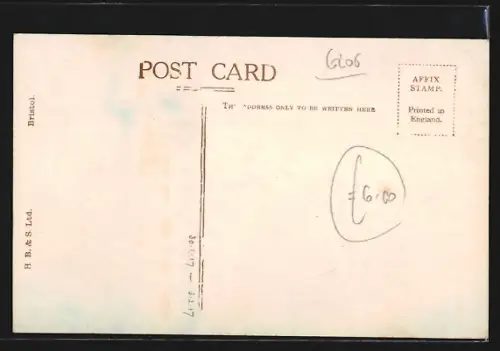 POST CARD
6206
AFFIX
STAMP.
Printed in
England.
ADDRESS ONLY TO BE WRITTEN HERE
£6.00
H. B. & S. Ltd. Bristol.